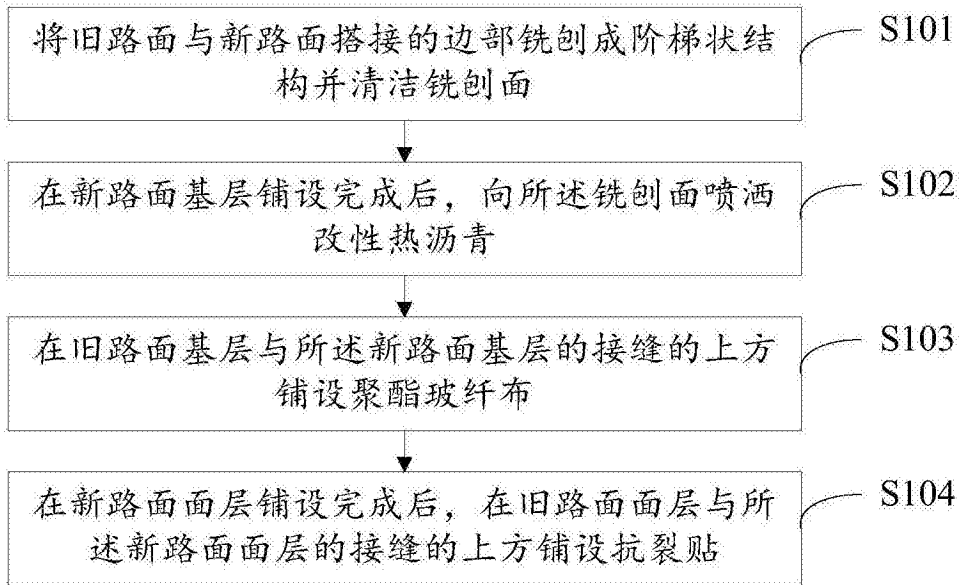 将旧路面与新路面搭接的边部铣刨成阶梯状结
构并清洁铣刨面
S101
在新路面基层铺设完成后，向所述铣刨面喷洒
改性热沥青
S102
在旧路面基层与所述新路面基层的接缝的上方
铺设聚酯玻纤布
S103
在新路面面层铺设完成后，在旧路面面层与所
述新路面面层的接缝的上方铺设抗裂贴
S104